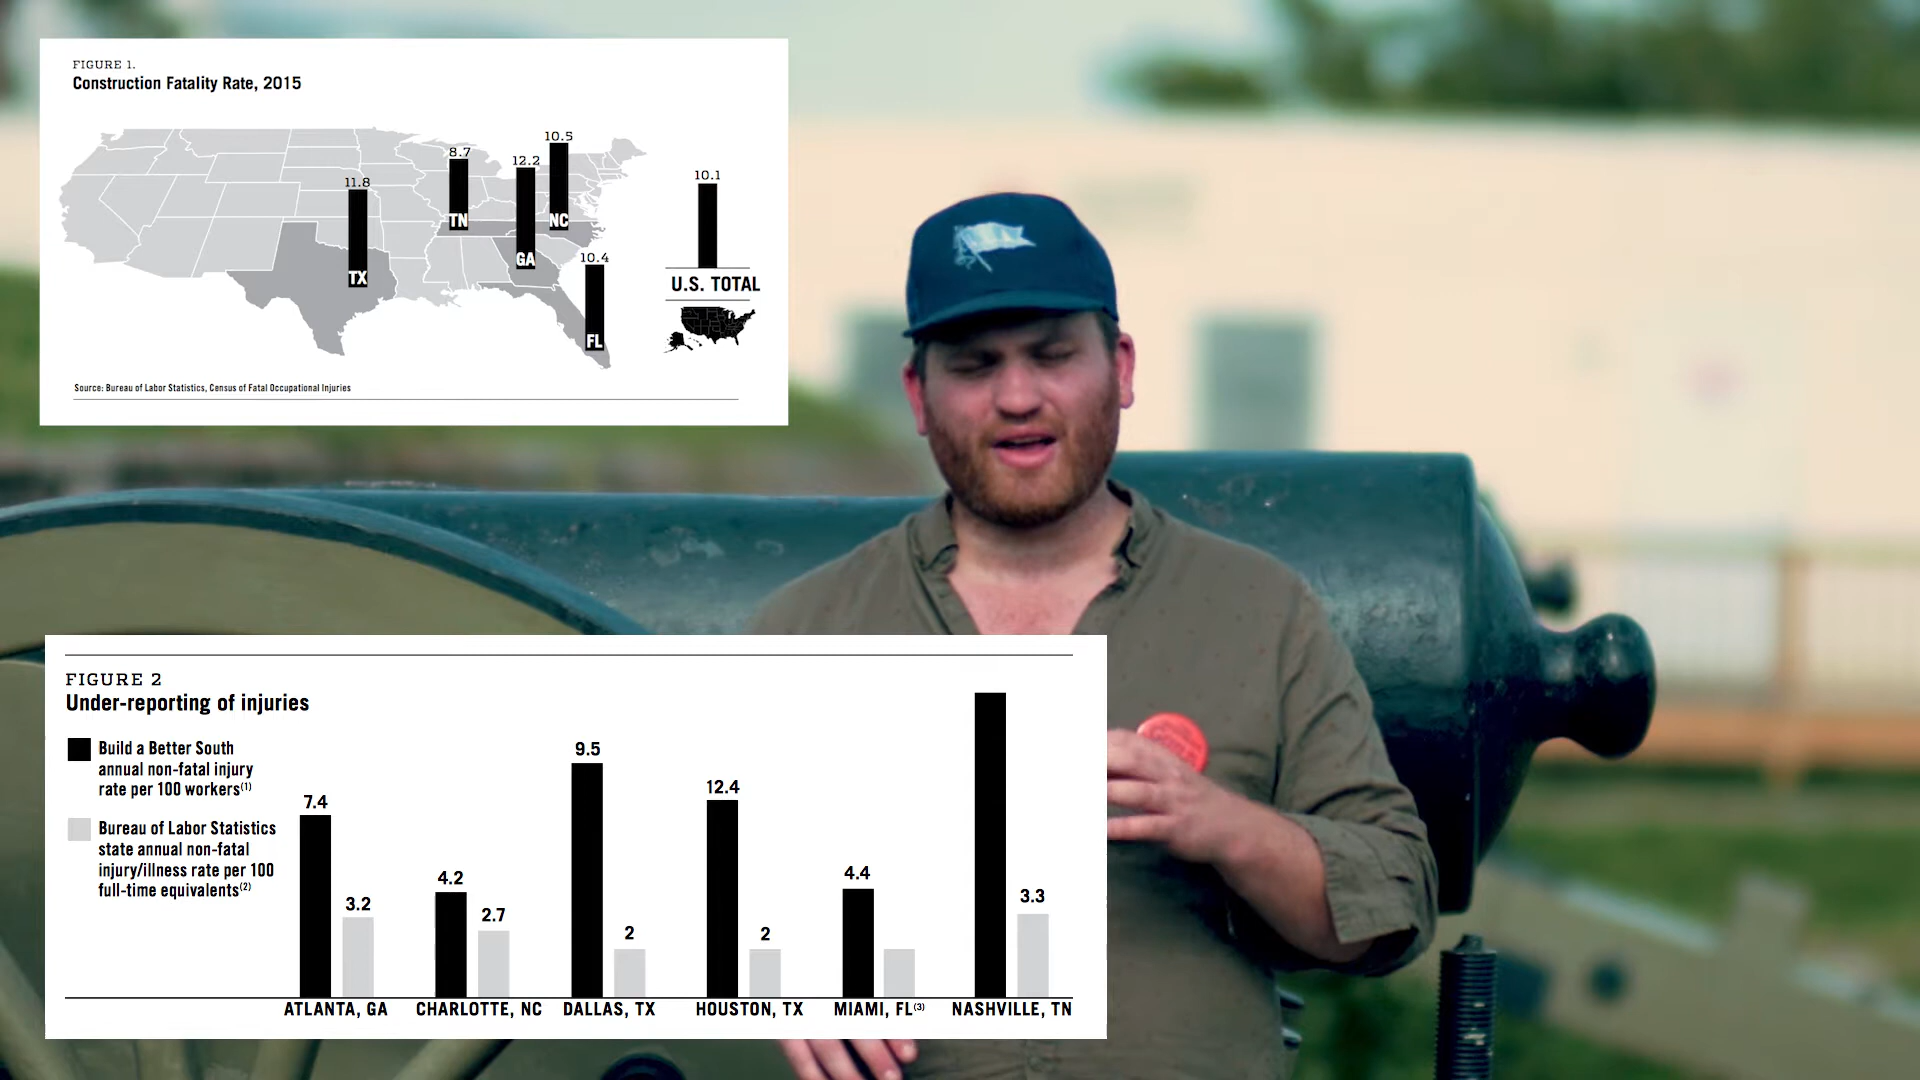 FIGURE 1.
Construction Fatality Rate, 2015
10.5
8.7
12.2
11.8
10.1
TN
NC
GA
10.4
TX
U.S. TOTAL
FL
Source: Bureau of Labor Statistics, Census of Fatal Occupational Injuries
FIGURE 2
Under-reporting of injuries
Build a Better South
annual non-fatal injury
rate per 100 workers(1)
Bureau of Labor Statistics
state annual non-fatal
injury/illness rate per 100
full-time equivalents(2)
7.4
3.2
4.2
2.7
9.5
2
12.4
2
4.4
3.3
ATLANTA, GA
CHARLOTTE, NC
DALLAS, TX
HOUSTON, TX
MIAMI, FL(3)
NASHVILLE, TN